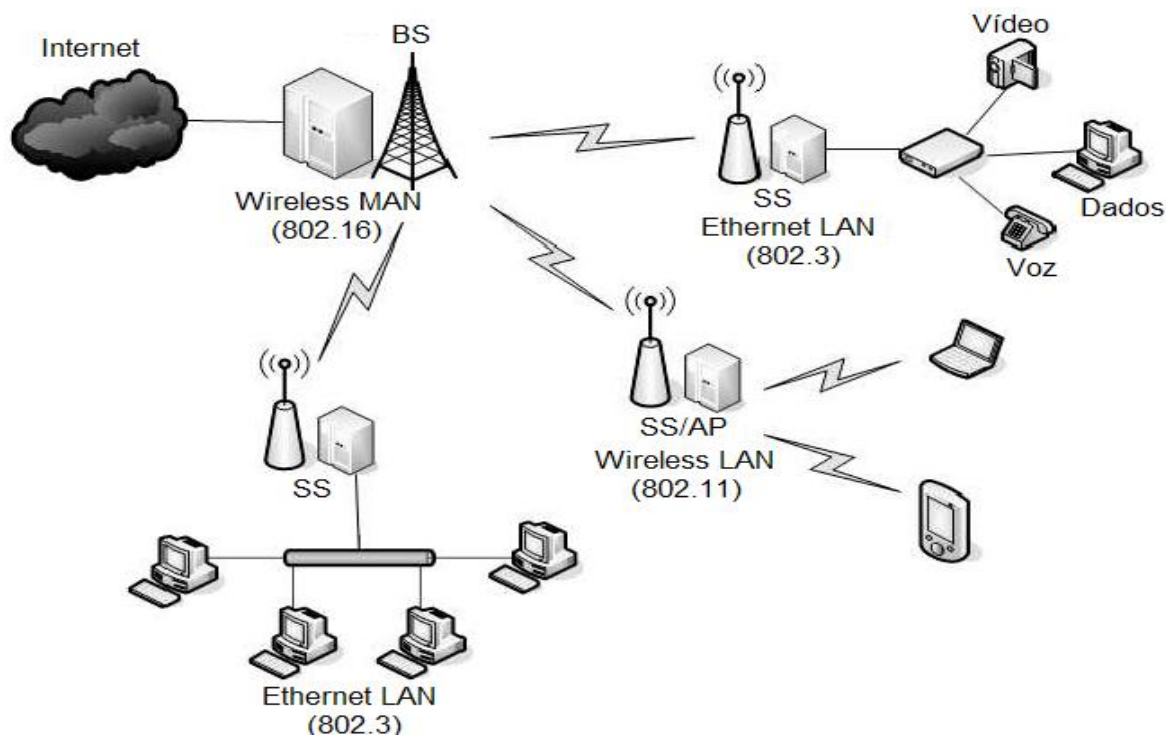 Internet
BS
Wireless MAN
(802.16)
Vídeo
SS
Ethernet LAN
(802.3)
Dados
Voz
SS/AP
Wireless LAN
(802.11)
SS
Ethernet LAN
(802.3)